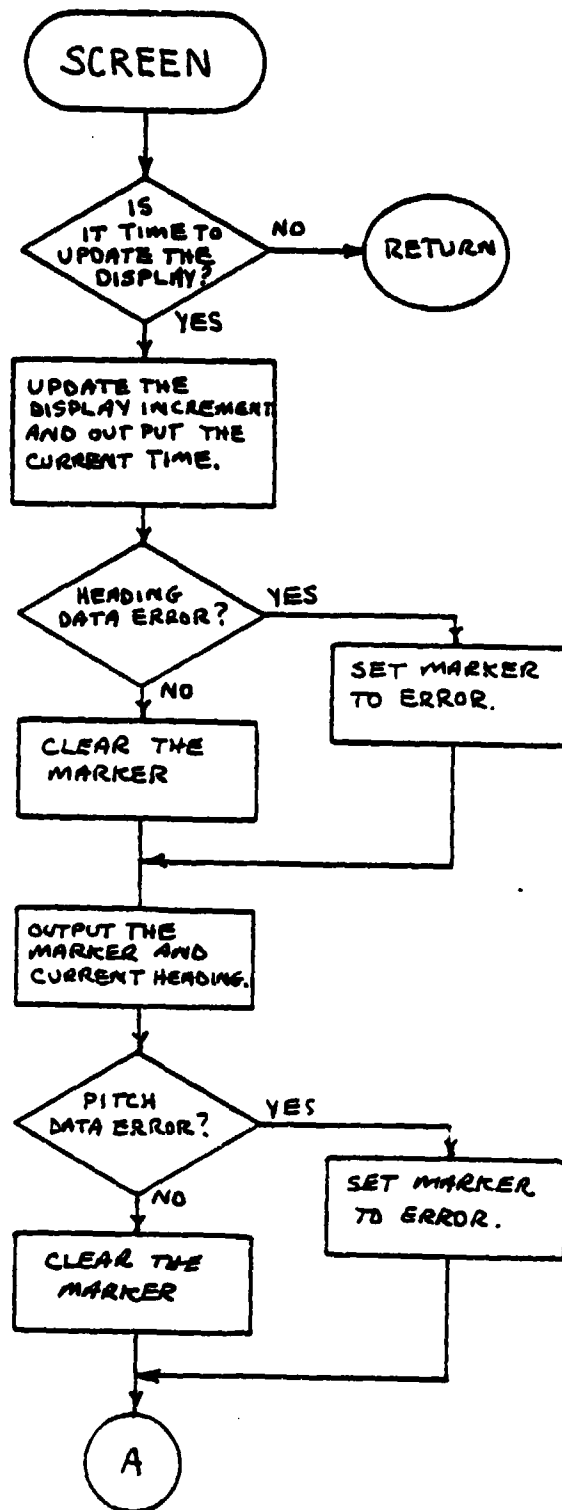 SCREEN
IS
IT TIME TO
UPDATE THE
DISPLAY?
NO
RETURN
YES
UPDATE THE
DISPLAY INCREMENT
AND OUT PUT THE
CURRENT TIME.
HEADING
DATA ERROR?
YES
SET MARKER
TO ERROR.
NO
CLEAR THE
MARKER
OUTPUT THE
MARKER AND
CURRENT HEADING.
PITCH
DATA ERROR?
YES
SET MARKER
TO ERROR.
NO
CLEAR THE
MARKER
A